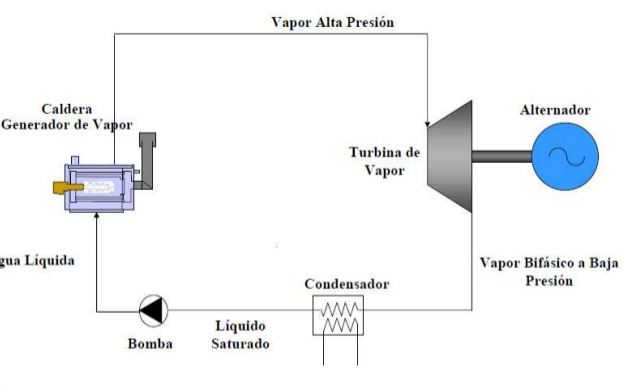 Vapor Alta Presión
Caldera
Generador de Vapor
Alternador
Turbina de
Vapor
gua Líquida
Vapor Bifásico a Baja
Presión
Condensador
Líquido
Saturado
Bomba